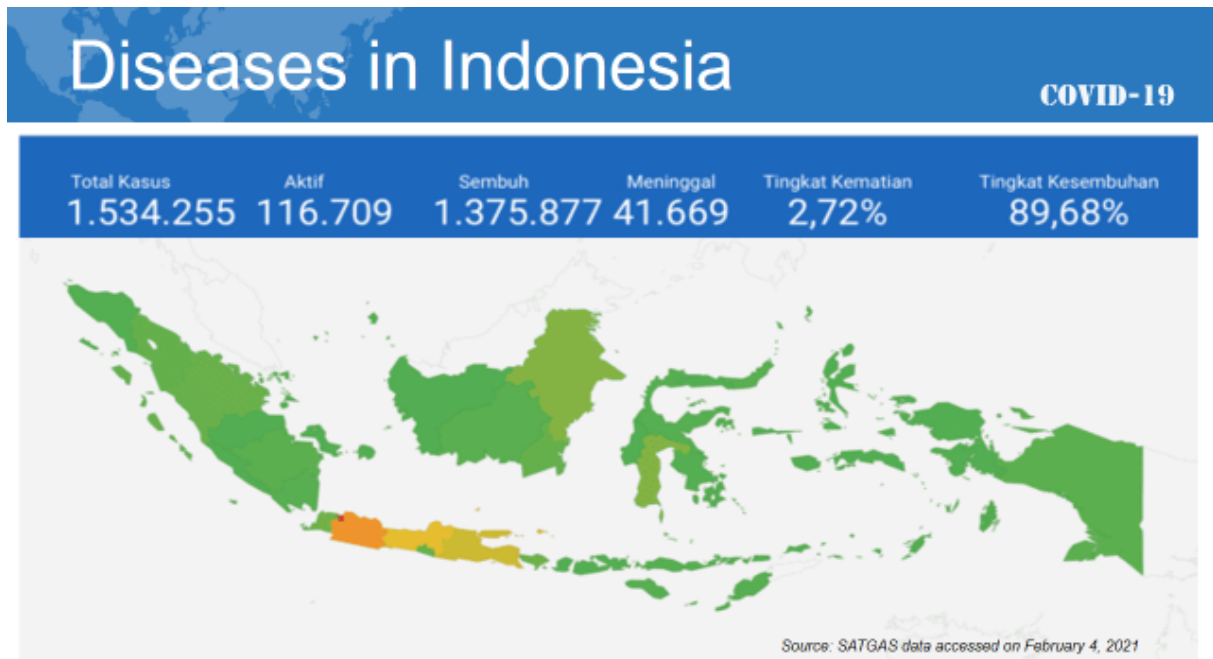 Diseases in Indonesia
COVID-19
Total Kasus Aktif Sembuh Meninggal Tingkat Kematian Tingkat Kesembuhan
1.534.255 116.709 1.375.877 41.669 2,72% 89,68%
Source: SATGAS data accessed on February 4, 2021